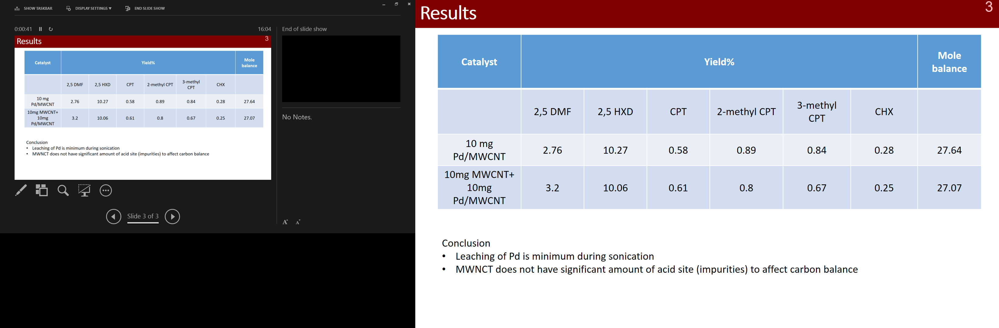 SHOW TASKBAR DISPLAY SETTINGS ▼ END SLIDE SHOW
0:00:41 16:04
End of slide show
Results 3
Catalyst Yield% Mole
balance
2,5 DMF 2,5 HXD CPT 2-methyl CPT 3-methyl
CPT CHX
10 mg
Pd/MWCNT 2.76 10.27 0.58 0.89 0.84 0.28 27.64
10mg MWCNT+
10mg
Pd/MWCNT 3.2 10.06 0.61 0.8 0.67 0.25 27.07
Conclusion
• Leaching of Pd is minimum during sonication
• MWNCT does not have significant amount of acid site (impurities) to affect carbon balance
Slide 3 of 3
No Notes.
A A
Results 3
Catalyst Yield% Mole
balance
2,5 DMF 2,5 HXD CPT 2-methyl CPT 3-methyl
CPT CHX
10 mg
Pd/MWCNT 2.76 10.27 0.58 0.89 0.84 0.28 27.64
10mg MWCNT+
10mg
Pd/MWCNT 3.2 10.06 0.61 0.8 0.67 0.25 27.07
Conclusion
• Leaching of Pd is minimum during sonication
• MWNCT does not have significant amount of acid site (impurities) to affect carbon balance